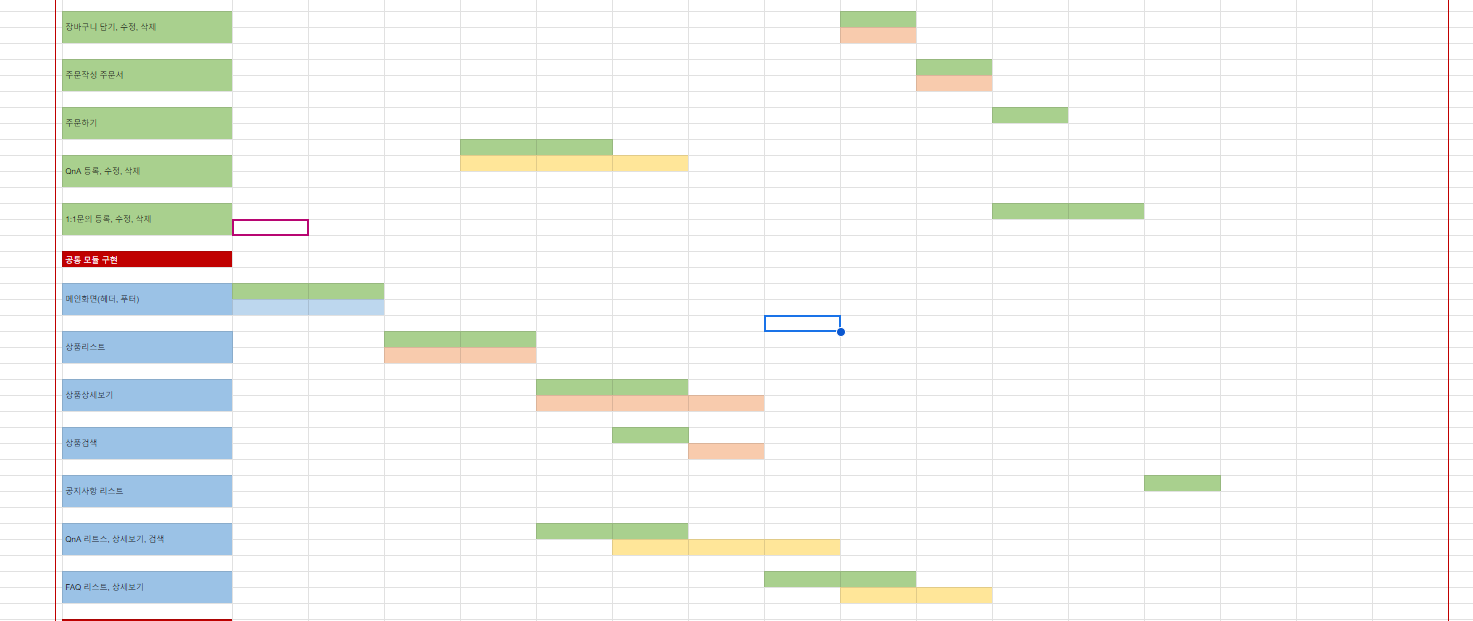 장바구니 담기, 수정, 삭제
주문작성 주문서
주문하기
QnA 등록, 수정, 삭제
1:1문의 등록, 수정, 삭제
공통 모듈 구현
메인화면(헤더, 푸터)
상품리스트
상품상세보기
상품검색
공지사항 리스트
QnA 리트스, 상세보기, 검색
FAQ 리스트, 상세보기